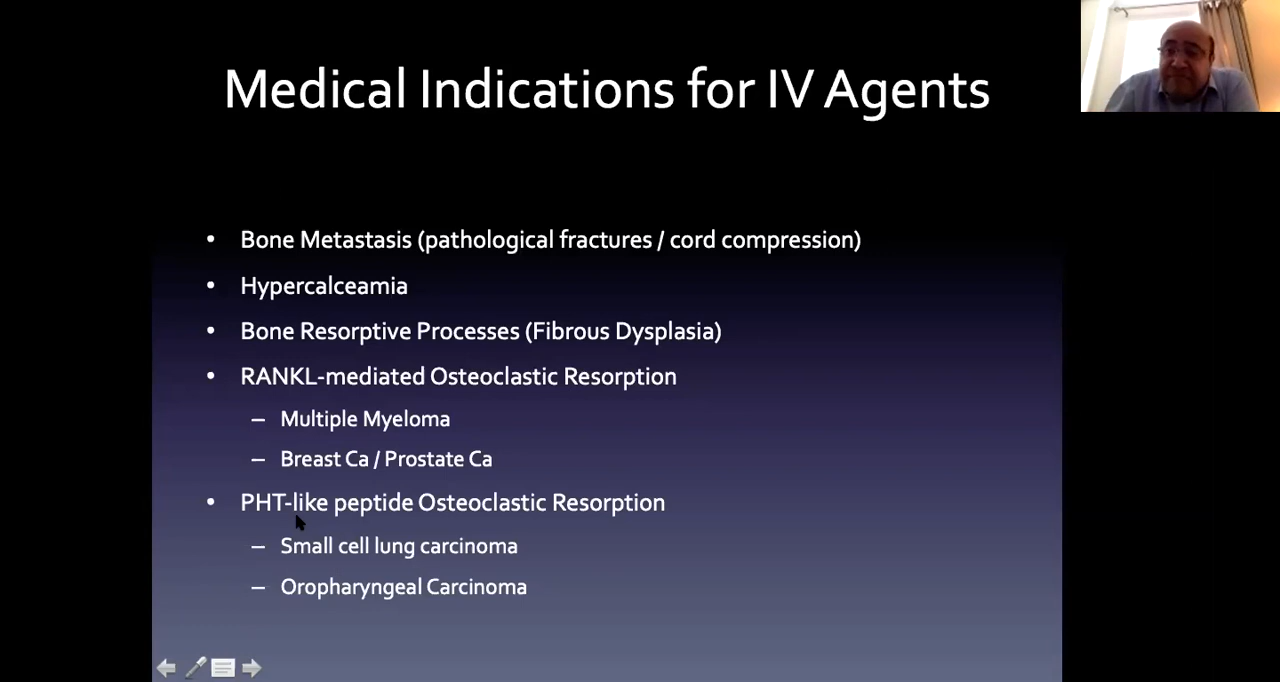 Medical Indications for IV Agents
• Bone Metastasis (pathological fractures / cord compression)
• Hypercalceamia
• Bone Resorptive Processes (Fibrous Dysplasia)
• RANKL-mediated Osteoclastic Resorption
– Multiple Myeloma
– Breast Ca / Prostate Ca
• PHT-like peptide Osteoclastic Resorption
– Small cell lung carcinoma
– Oropharyngeal Carcinoma